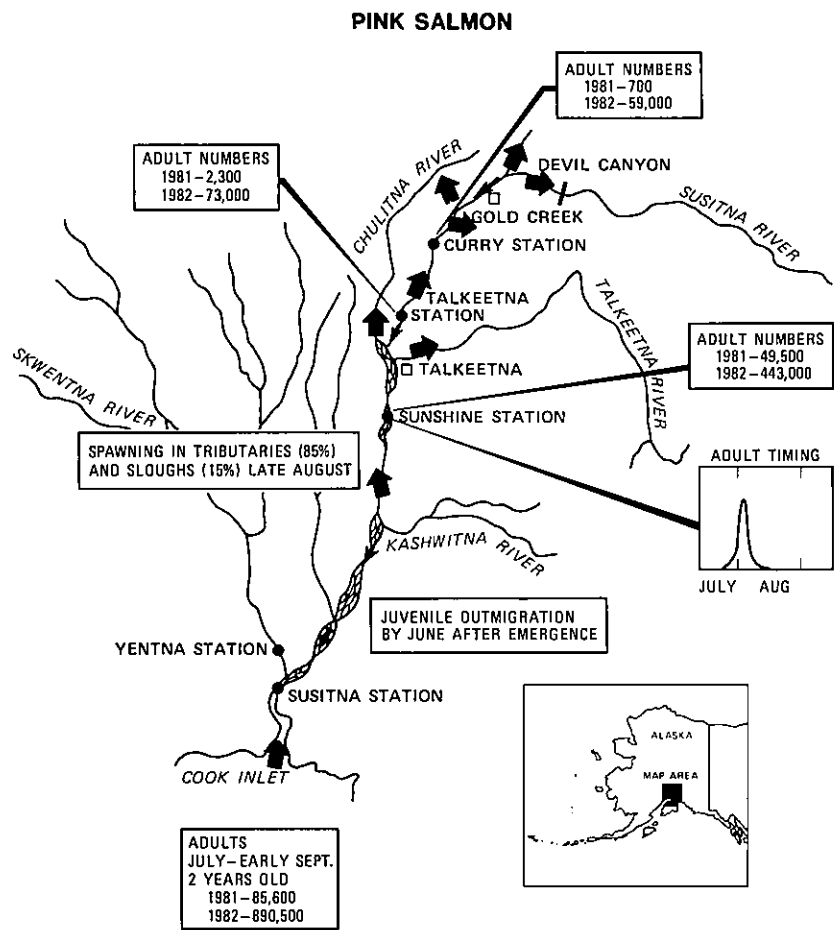 PINK SALMON
ADULT NUMBERS
1981–700
1982–59,000
ADULT NUMBERS
1981–2,300
1982–73,000
CHULITNA RIVER
DEVIL CANYON
SUSITNA RIVER
GOLD CREEK
CURRY STATION
TALKEETNA
STATION
TALKEETNA RIVER
TALKEETNA
ADULT NUMBERS
1981–49,500
1982–443,000
SKWENTNA RIVER
SUNSHINE STATION
SPAWNING IN TRIBUTARIES (85%)
AND SLOUGHS (15%) LATE AUGUST
ADULT TIMING
JULY AUG
KASHWITNA RIVER
JUVENILE OUTMIGRATION
BY JUNE AFTER EMERGENCE
YENTNA STATION
SUSITNA STATION
COOK INLET
ALASKA
MAP AREA
ADULTS
JULY–EARLY SEPT.
2 YEARS OLD
1981–85,600
1982–890,500